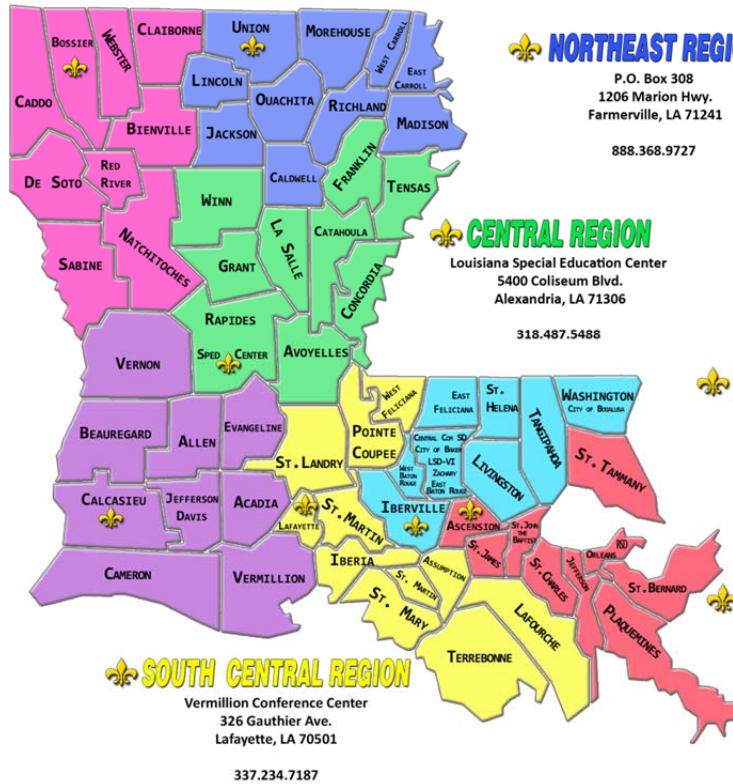 NORTHEAST REGI
P.O. Box 308
1206 Marion Hwy.
Farmerville, LA 71241
888.368.9727
CADDO
BOSSIER
WEBSTER
CLAIBORNE
UNION
MOREHOUSE
WEST CARROLL
EAST
CARROLL
LINCOLN
OUACHITA
RICHLAND
MADISON
BIENVILLE
JACKSON
DE SOTO
RED
RIVER
CALDWELL
FRANKLIN
TENSAS
WINN
NATCHITOCHES
SABINE
LA SALLE
CATAHOULA
GRANT
CONCORDIA
CENTRAL REGION
Louisiana Special Education Center
5400 Coliseum Blvd.
Alexandria, LA 71306
318.487.5488
RAPIDES
SPED CENTER
AVOYELLES
VERNON
BEAUREGARD
ALLEN
EVANGELINE
ST. LANDRY
POINTE
COUPEE
WEST
FELICIANA
EAST
FELICIANA
ST.
HELENA
TANGIPAHOA
WASHINGTON
CITY OF BOGALUSA
CENTRAL COM SD
CITY OF BAKER
LSD-VI
ZACHARY
EAST
BATON ROUGE
WEST
BATON
ROUGE
LIVINGSTON
ST. TAMMANY
CALCASIEU
JEFFERSON
DAVIS
ACADIA
LAFAYETTE
ST. MARTIN
IBERVILLE
ASCENSION
ST. JOHN
THE
BAPTIST
ST. JAMES
ST. CHARLES
JEFFERSON
ORLEANS
RSD
ST. BERNARD
PLAQUEMINES
CAMERON
VERMILLION
IBERIA
ST. MARTIN
ASSUMPTION
ST. MARY
LAFOURCHE
TERREBONNE
SOUTH CENTRAL REGION
Vermillion Conference Center
326 Gauthier Ave.
Lafayette, LA 70501
337.234.7187